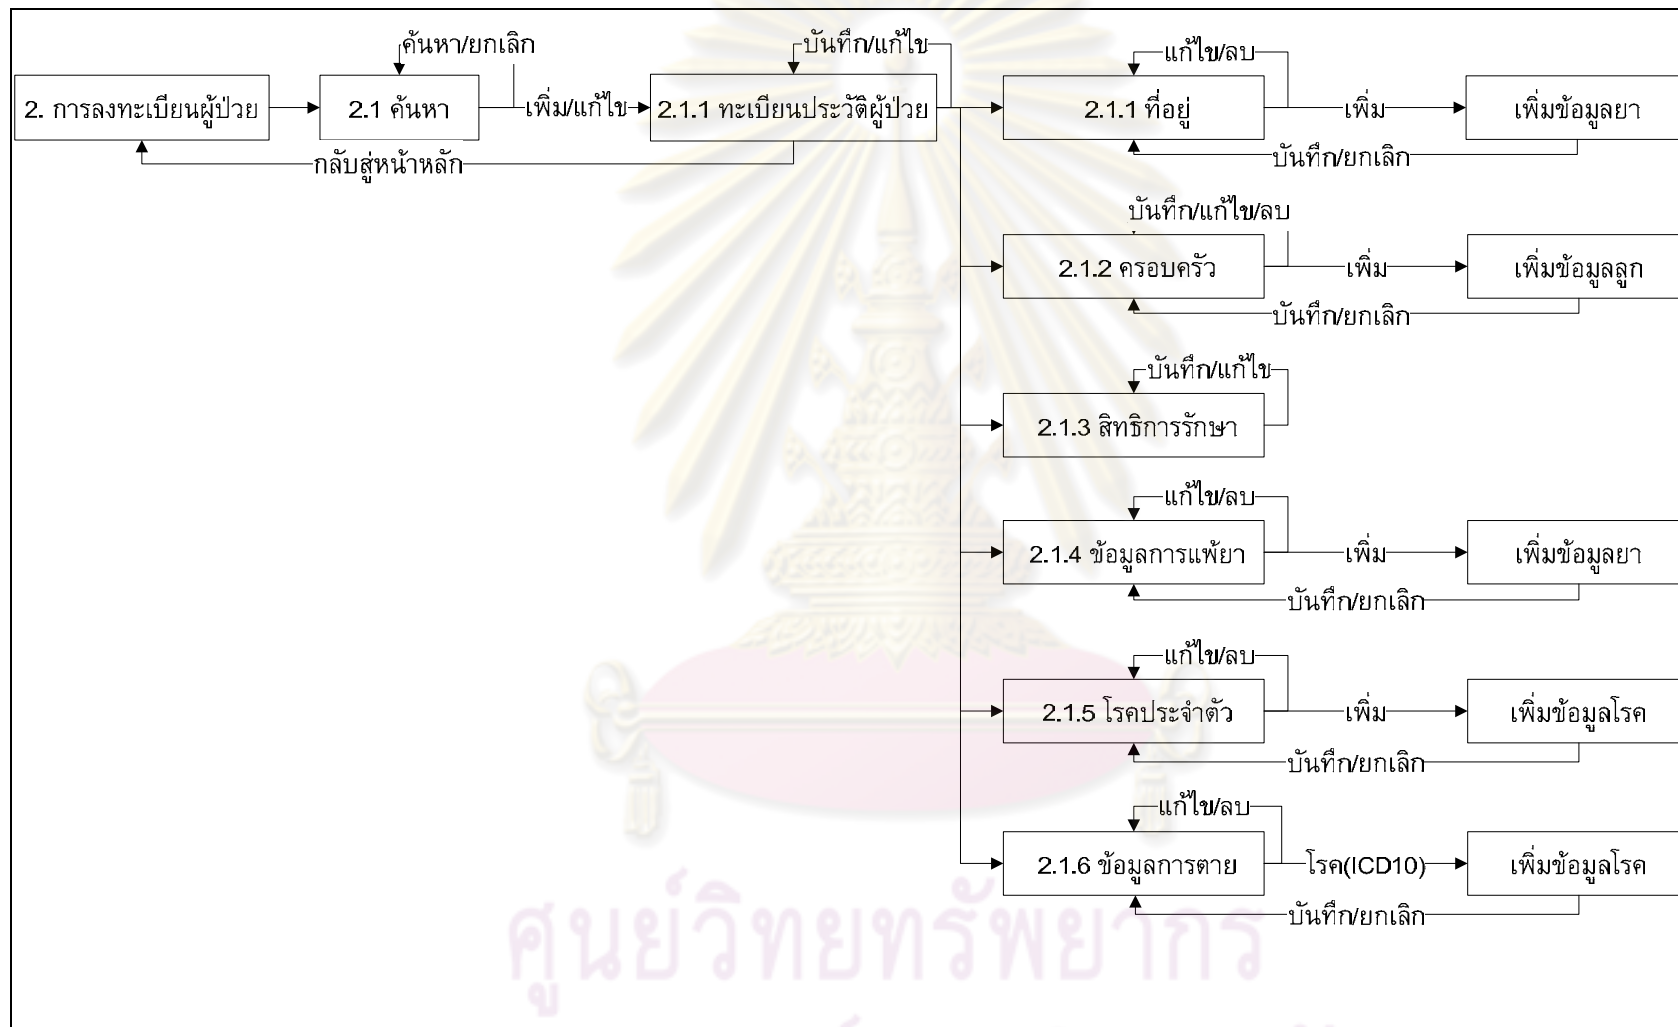 ค้นหา/ยกเลิก
บันทึก/แก้ไข
แก้ไข/ลบ
2. การลงทะเบียนผู้ป่วย
2.1 ค้นหา
เพิ่ม/แก้ไข
2.1.1 ทะเบียนประวัติผู้ป่วย
2.1.1 ที่อยู่
เพิ่ม
เพิ่มข้อมูลยา
กลับสู่หน้าหลัก
บันทึก/ยกเลิก
บันทึก/แก้ไข/ลบ
2.1.2 ครอบครัว
เพิ่ม
เพิ่มข้อมูลลูก
บันทึก/ยกเลิก
บันทึก/แก้ไข
2.1.3 สิทธิการรักษา
แก้ไข/ลบ
2.1.4 ข้อมูลการแพ้ยา
เพิ่ม
เพิ่มข้อมูลยา
บันทึก/ยกเลิก
แก้ไข/ลบ
2.1.5 โรคประจำตัว
เพิ่ม
เพิ่มข้อมูลโรค
บันทึก/ยกเลิก
แก้ไข/ลบ
2.1.6 ข้อมูลการตาย
โรค(ICD10)
เพิ่มข้อมูลโรค
บันทึก/ยกเลิก
ศูนย์วิทยทรัพยากร